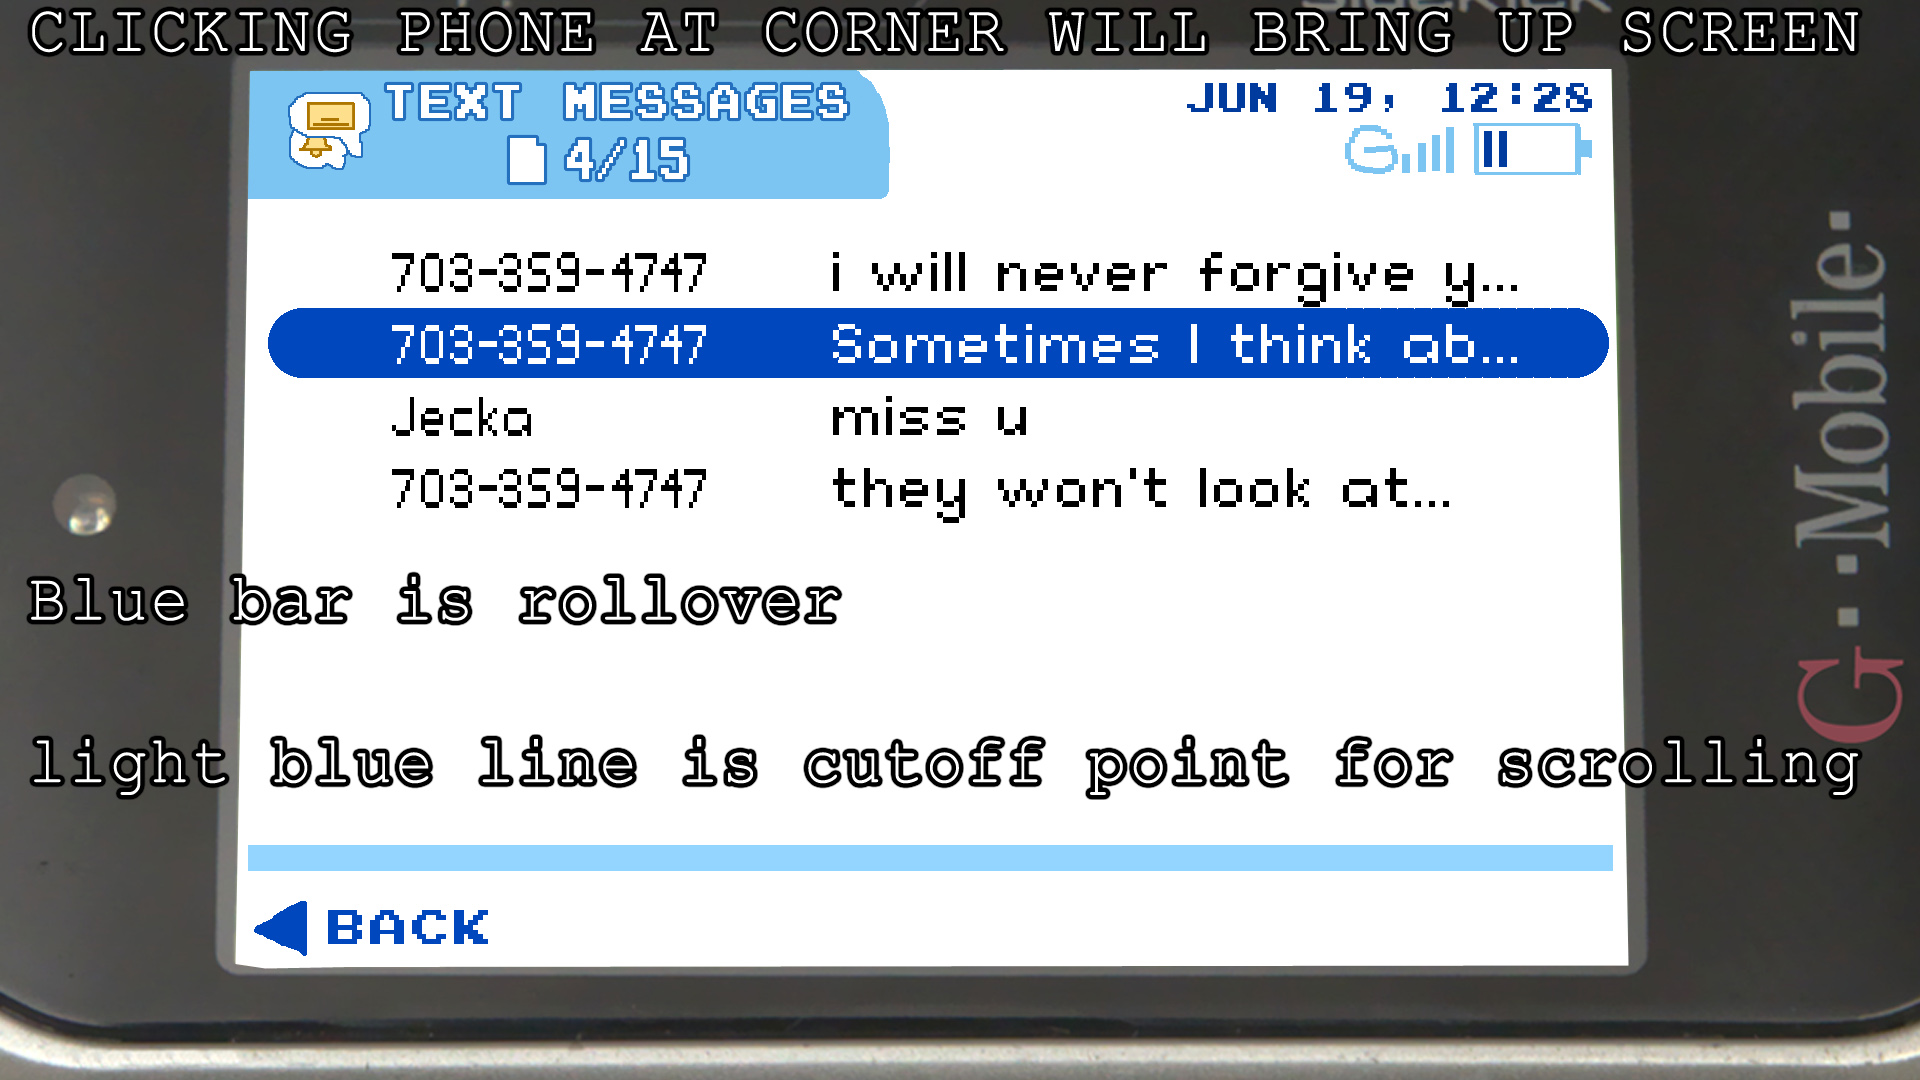 CLICKING PHONE AT CORNER WILL BRING UP SCREEN
TEXT MESSAGES
4/15
JUN 19, 12:28
G
703-359-4747 i will never forgive y...
703-359-4747 Sometimes I think ab...
Jecka miss u
703-359-4747 they won't look at...
Blue bar is rollover
light blue line is cutoff point for scrolling
BACK
G··Mobile·